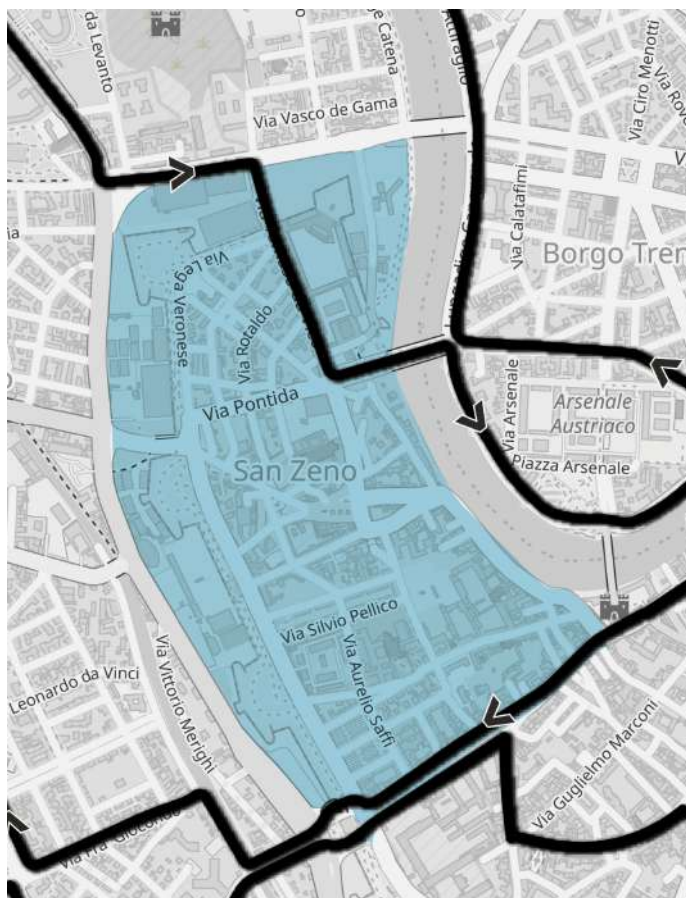 da Levanto
Catena
Via Vasco de Gama
Via Ciro Menotti
Via Calatafimi
Borgo Tren
Via Lega Veronese
Via Rotaldo
Via Pontida
Via Arsenale
Arsenale
Austriaco
San Zeno
Piazza Arsenale
Via Silvio Pellico
Via Aurelio Saffi
Leonardo da Vinci
Via Vittorio Merighi
Via Guglielmo Marconi